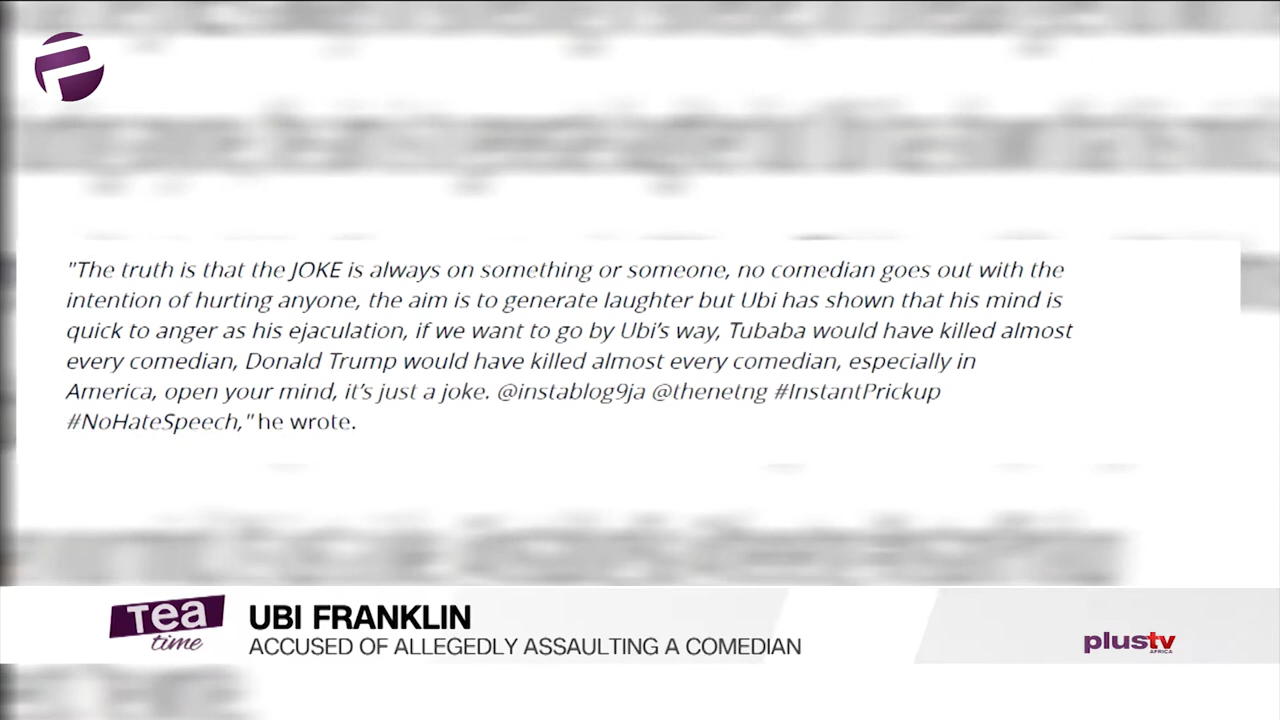 "The truth is that the JOKE is always on something or someone, no comedian goes out with the
intention of hurting anyone, the aim is to generate laughter but Ubi has shown that his mind is
quick to anger as his ejaculation, if we want to go by Ubi's way, Tubaba would have killed almost
every comedian, Donald Trump would have killed almost every comedian, especially in
America, open your mind, it's just a joke. @instablog9ja @thenetng #InstantPrickup
#NoHateSpeech," he wrote.
Tea
time
UBI FRANKLIN
ACCUSED OF ALLEGEDLY ASSAULTING A COMEDIAN
plustv
AFRICA